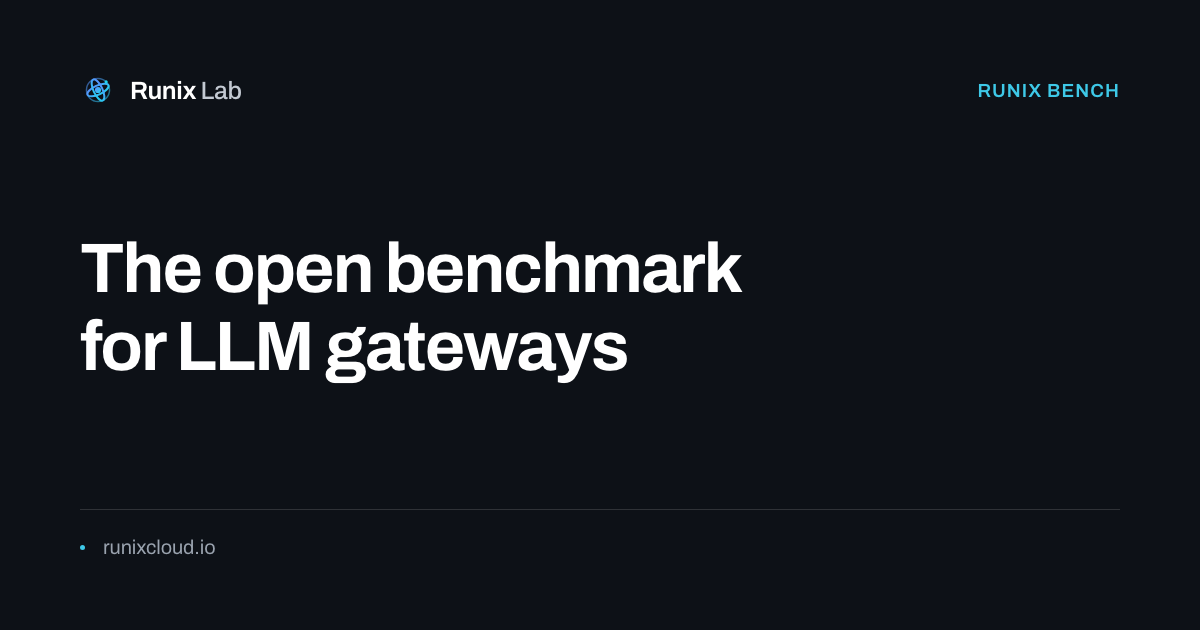 Runix Lab
RUNIX BENCH
The open benchmark
for LLM gateways
runixcloud.io